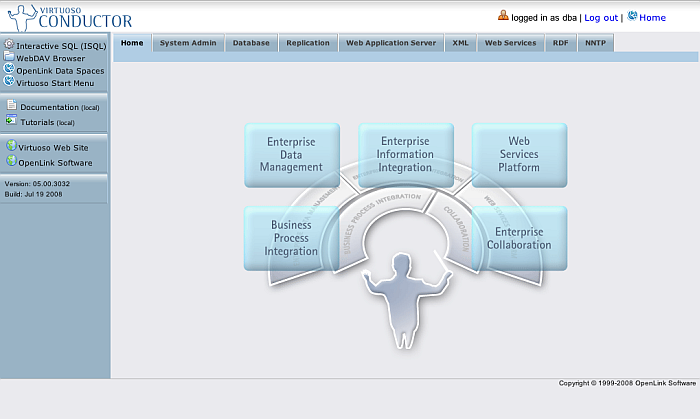 VIRTUOSO
CONDUCTOR
logged in as dba | Log out | Home
Home System Admin Database Replication Web Application Server XML Web Services RDF NNTP
Interactive SQL (ISQL)
WebDAV Browser
OpenLink Data Spaces
Virtuoso Start Menu
Documentation (local)
Tutorials (local)
Virtuoso Web Site
OpenLink Software
Version: 05.00.3032
Build: Jul 19 2008
Enterprise
Data
Management
Enterprise
Information
Integration
Web
Services
Platform
Business
Process
Integration
Enterprise
Collaboration
BUSINESS PROCESS INTEGRATION
COLLABORATION
Copyright © 1999-2008 OpenLink Software